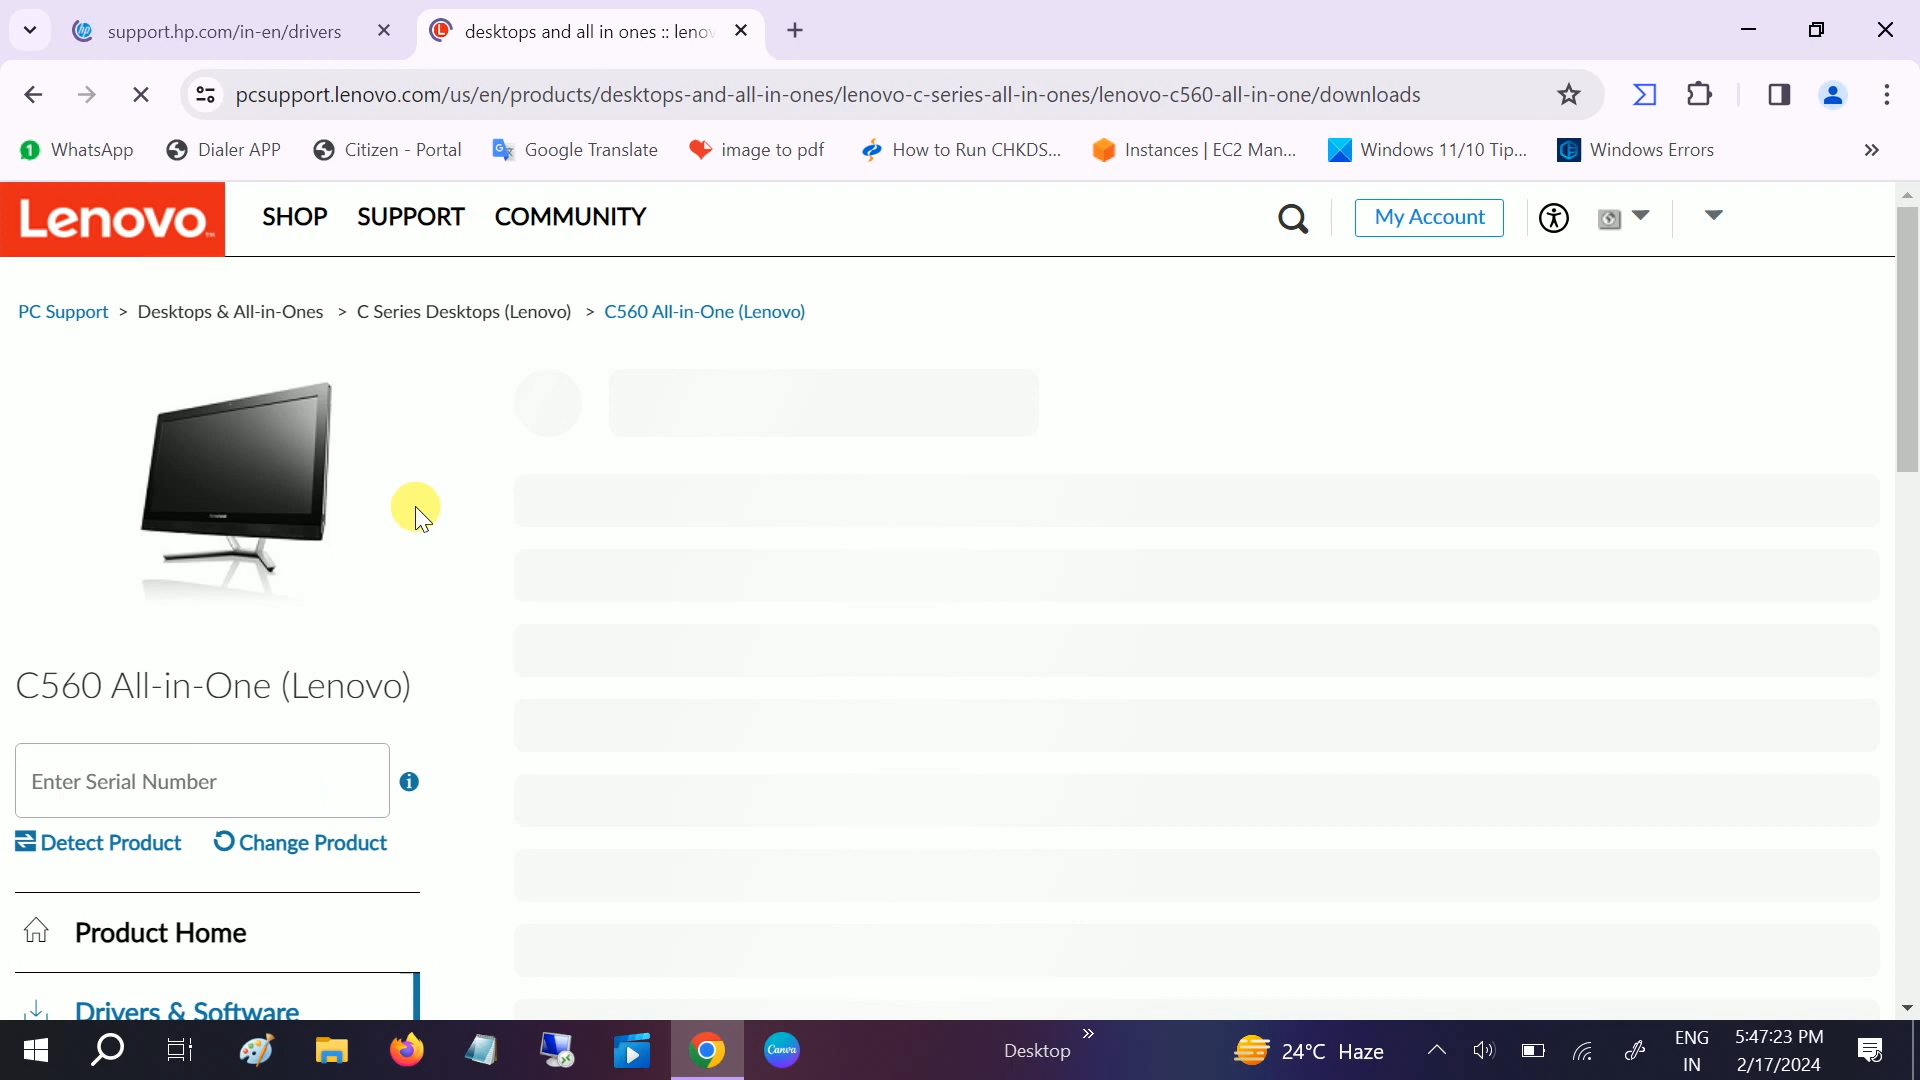 support.hp.com/in-en/drivers
desktops and all in ones :: lenov
pcsupport.lenovo.com/us/en/products/desktops-and-all-in-ones/lenovo-c-series-all-in-ones/lenovo-c560-all-in-one/downloads
1 WhatsApp Dialer APP Citizen - Portal Google Translate image to pdf How to Run CHKDS... Instances | EC2 Man... Windows 11/10 Tip... Windows Errors »
Lenovo SHOP SUPPORT COMMUNITY My Account
PC Support > Desktops & All-in-Ones > C Series Desktops (Lenovo) > C560 All-in-One (Lenovo)
C560 All-in-One (Lenovo)
Enter Serial Number
Detect Product Change Product
Product Home
Drivers & Software
Canva Desktop » 24°C Haze
ENG
IN
5:47:23 PM
2/17/2024